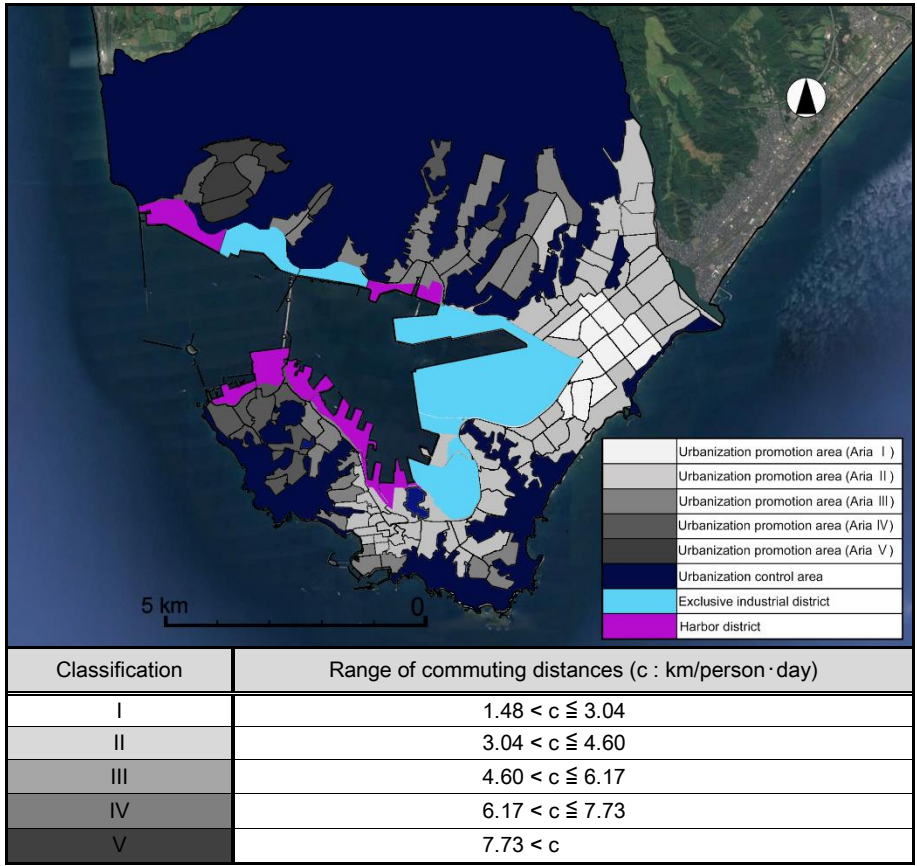 Urbanization promotion area (Aria Ⅰ)
Urbanization promotion area (Aria Ⅱ)
Urbanization promotion area (Aria Ⅲ)
Urbanization promotion area (Aria Ⅳ)
Urbanization promotion area (Aria Ⅴ)
Urbanization control area
Exclusive industrial district
Harbor district
5 km 0
Classification Range of commuting distances (c : km/person･day)
I 1.48 < c ≦ 3.04
II 3.04 < c ≦ 4.60
III 4.60 < c ≦ 6.17
IV 6.17 < c ≦ 7.73
V 7.73 < c